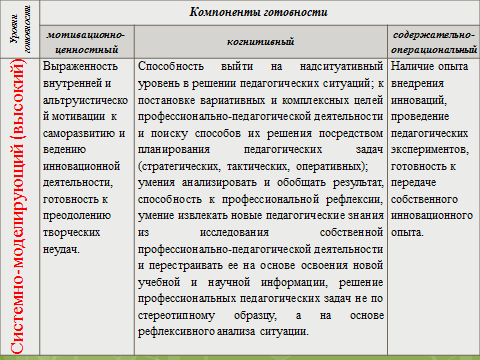 Уровни
готовности
Компоненты готовности
мотивационно-
ценностный
когнитивный
содержательно-
операциональный
Системно-моделирующий (высокий)
Выраженность
внутренней и
альтруистическо
й мотивации к
саморазвитию и
ведению
инновационной
деятельности,
готовность к
преодолению
творческих
неудач.
Способность выйти на надситуативный
уровень в решении педагогических ситуаций; к
постановке вариативных и комплексных целей
профессионально-педагогической деятельности
и поиску способов их решения посредством
планирования педагогических задач
(стратегических, тактических, оперативных);
умения анализировать и обобщать результат,
способность к профессиональной рефлексии,
умение извлекать новые педагогические знания
из исследования собственной
профессионально-педагогической деятельности
и перестраивать ее на основе освоения новой
учебной и научной информации, решение
профессиональных педагогических задач не по
стереотипному образцу, а на основе
рефлексивного анализа ситуации.
Наличие опыта
внедрения
инноваций,
проведение
педагогических
экспериментов,
готовность к
передаче
собственного
инновационного
опыта.